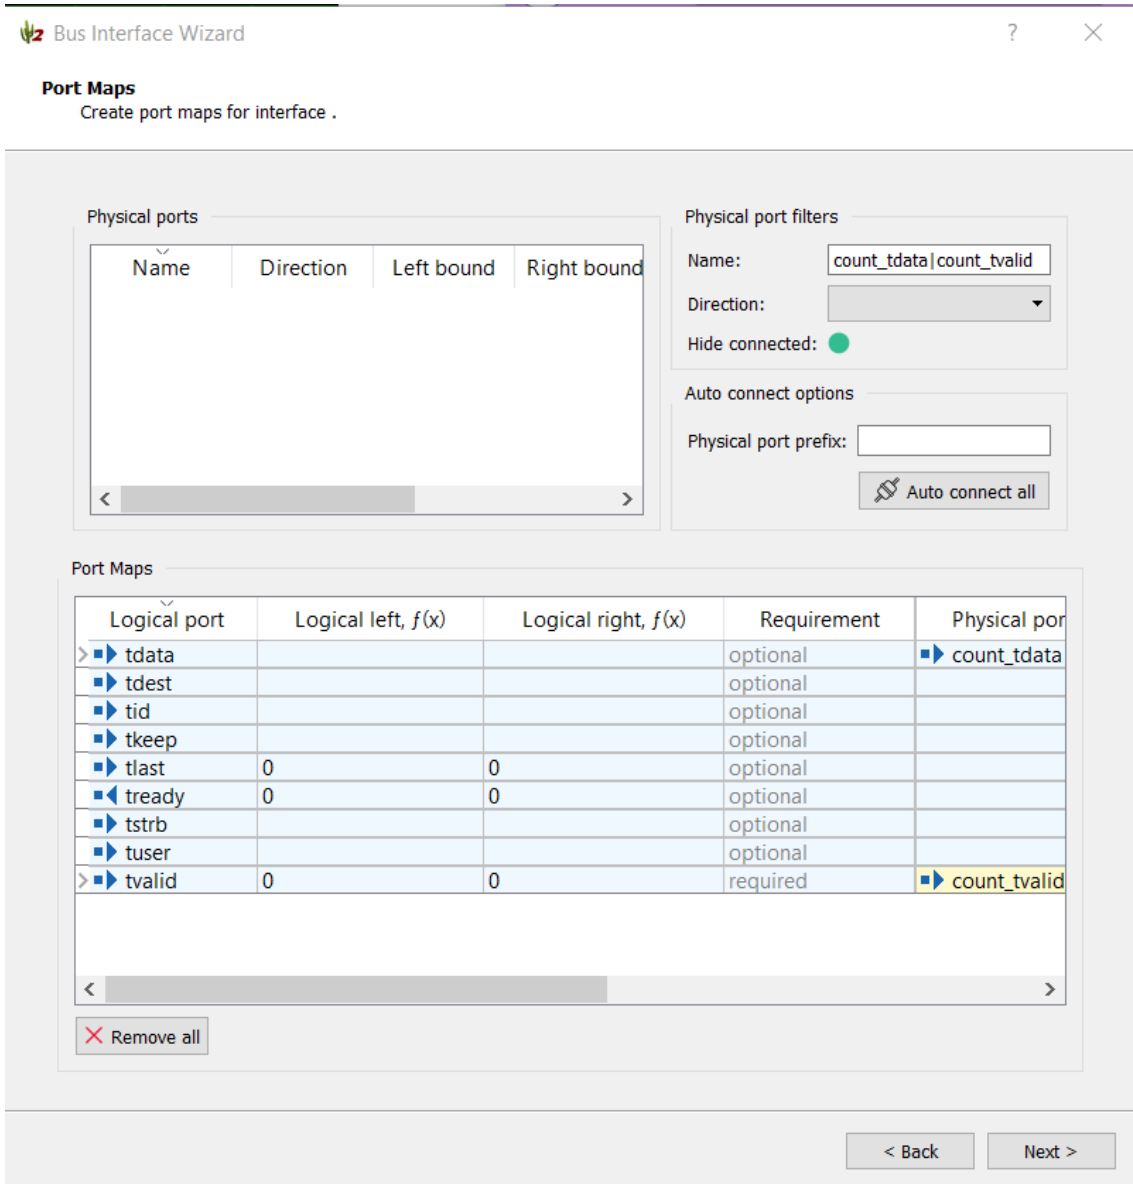 2 Bus Interface Wizard ?
Port Maps
Create port maps for interface .
Physical ports
Name Direction Left bound Right bound
Physical port filters
Name: count_tdata|count_tvalid
Direction:
Hide connected:
Auto connect options
Physical port prefix:
Auto connect all
Port Maps
Logical port Logical left, ƒ(x) Logical right, ƒ(x) Requirement Physical por
tdata optional count_tdata
tdest optional
tid optional
tkeep optional
tlast 0 0 optional
tready 0 0 optional
tstrb optional
tuser optional
tvalid 0 0 required count_tvalid
Remove all
< Back Next >